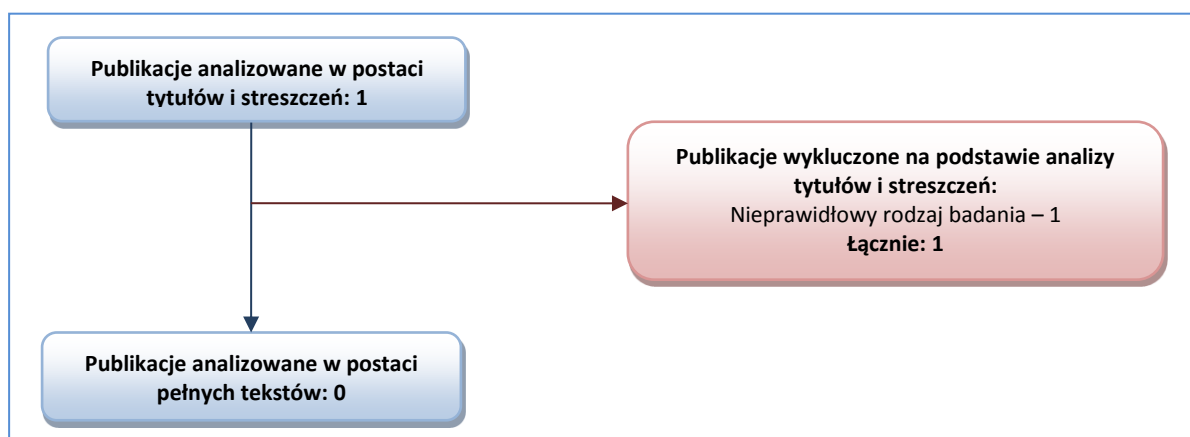 Publikacje analizowane w postaci
tytułów i streszczeń: 1
Publikacje wykluczone na podstawie analizy
tytułów i streszczeń:
Nieprawidłowy rodzaj badania – 1
Łącznie: 1
Publikacje analizowane w postaci
pełnych tekstów: 0